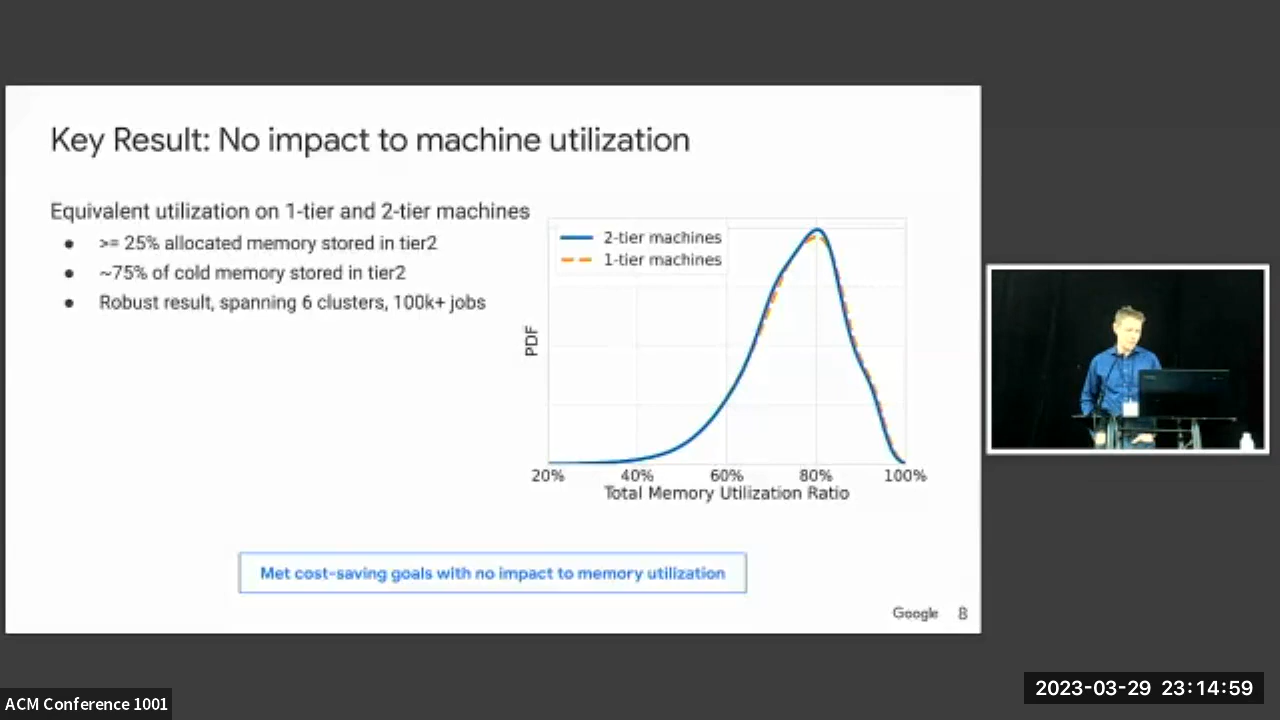 Key Result: No impact to machine utilization
Equivalent utilization on 1-tier and 2-tier machines
● >= 25% allocated memory stored in tier2
● ~75% of cold memory stored in tier2
● Robust result, spanning 6 clusters, 100k+ jobs
2-tier machines
1-tier machines
PDF
20% 40% 60% 80% 100%
Total Memory Utilization Ratio
Met cost-saving goals with no impact to memory utilization
Google 8
2023-03-29 23:14:59
ACM Conference 1001